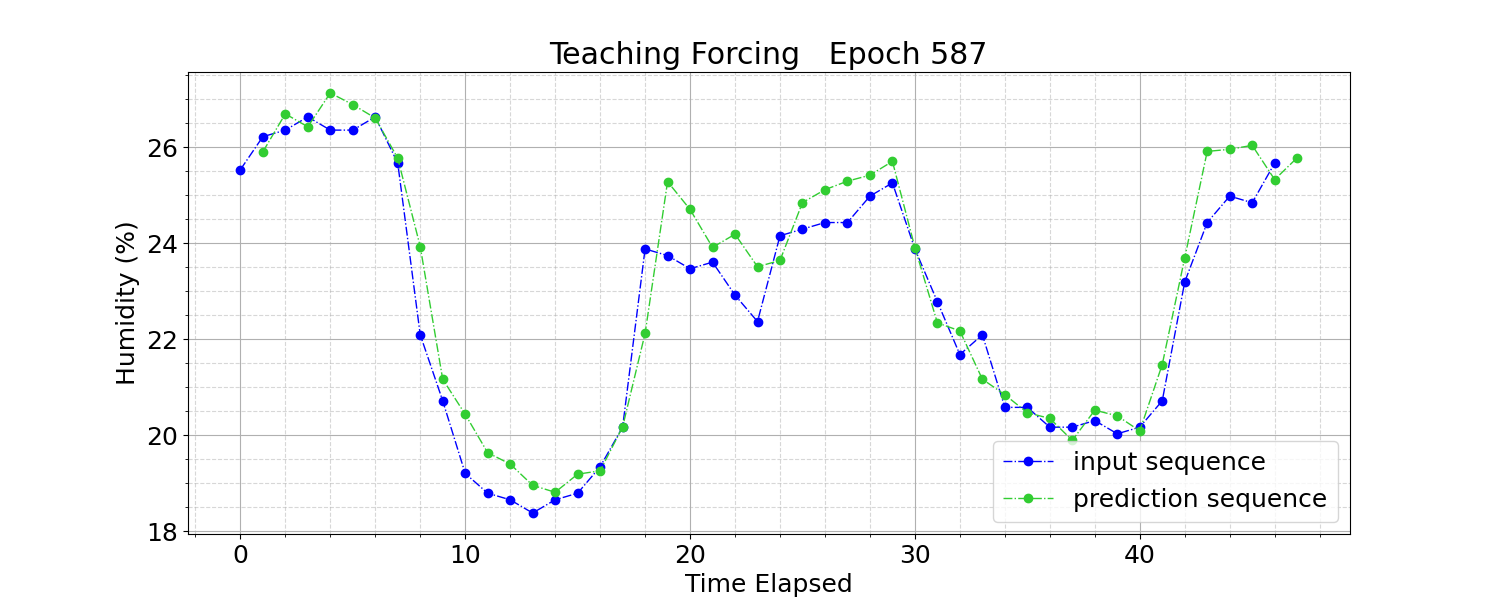 Teaching Forcing   Epoch 587
Humidity (%)
26
24
22
20
18
input sequence
prediction sequence
0 10 20 30 40
Time Elapsed